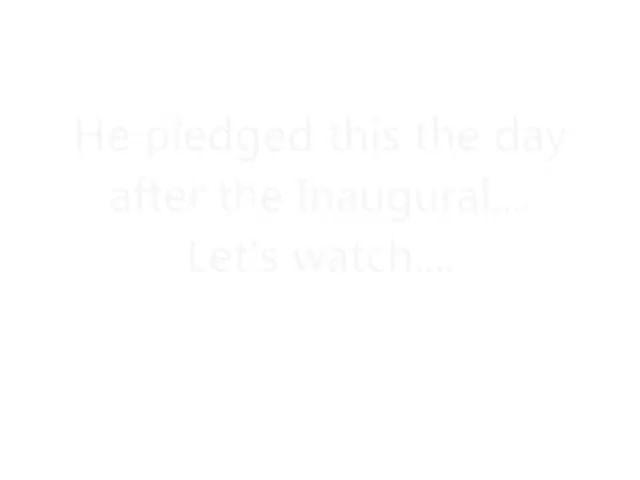 He pledged this the day
after the Inaugural...
Let's watch....